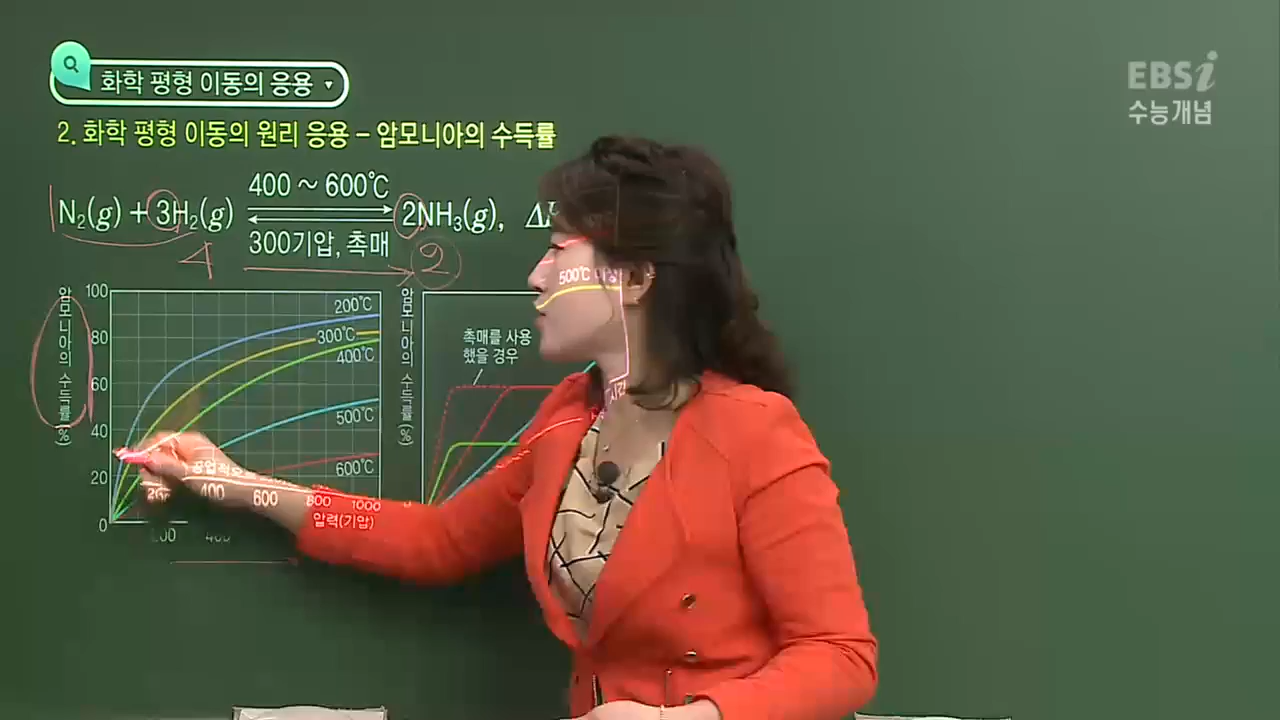 화학 평형 이동의 응용
EBSi
수능개념
2. 화학 평형 이동의 원리 응용 – 암모니아의 수득률
400 ~ 600℃
N₂(g) + 3H₂(g) 2NH₃(g),
300기압, 촉매
4 2
암모니아의 수득률(%)
100
80
60
40
20
0
200℃
300℃
400℃
500℃
600℃
200 400 600 800 1000
압력(기압)
암모니아의 수득률(%)
촉매를 사용
했을 경우
500℃
시간
0